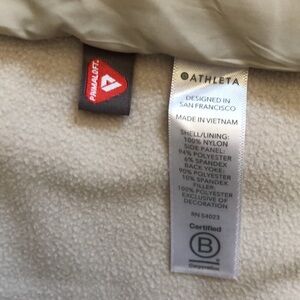 PRIMALOFT
ATHLETA
DESIGNED IN
SAN FRANCISCO
MADE IN VIETNAM
SHELL/LINING:
100% NYLON
SIDE PANEL:
94% POLYESTER
6% SPANDEX
BACK YOKE:
90% POLYESTER
10% SPANDEX
FILLER:
100% POLYESTER
EXCLUSIVE OF
DECORATION
RN 54023
Certified
B
Corporation